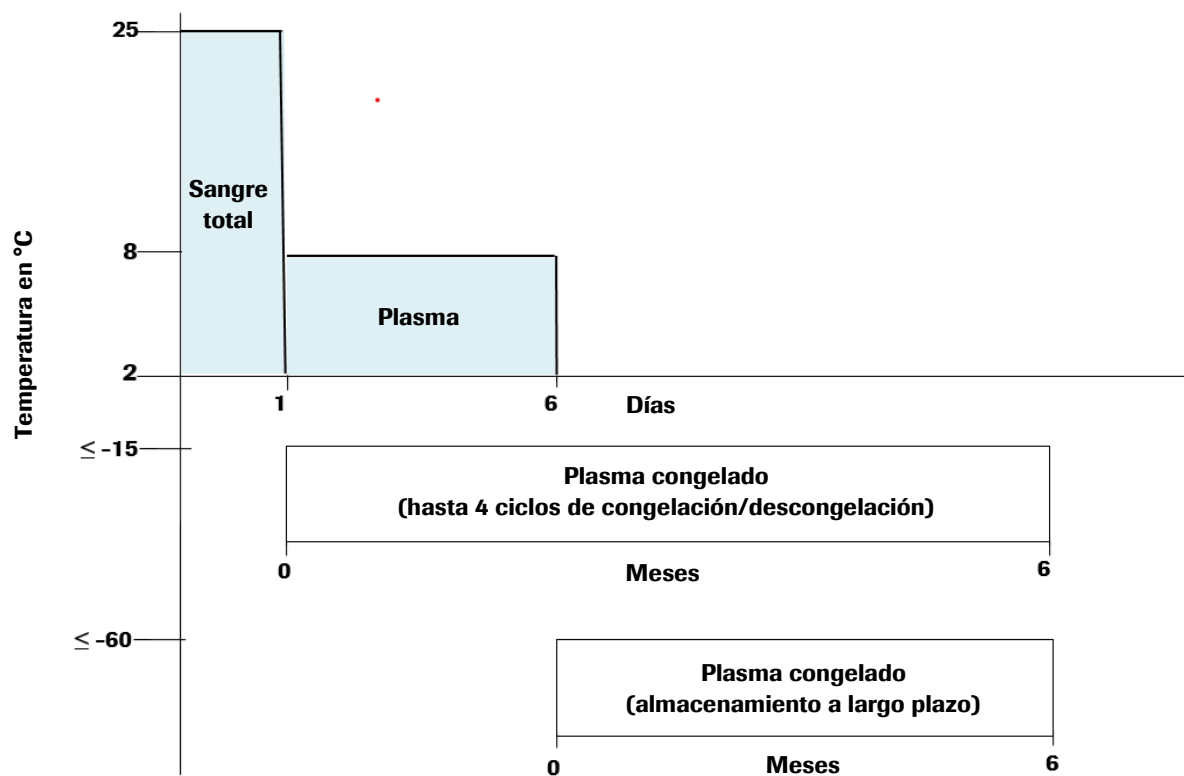 25
Sangre
total
8
Plasma
2
Temperatura en °C
1
6
Días
≤ -15
Plasma congelado
(hasta 4 ciclos de congelación/descongelación)
0
Meses
6
≤ -60
Plasma congelado
(almacenamiento a largo plazo)
0
Meses
6